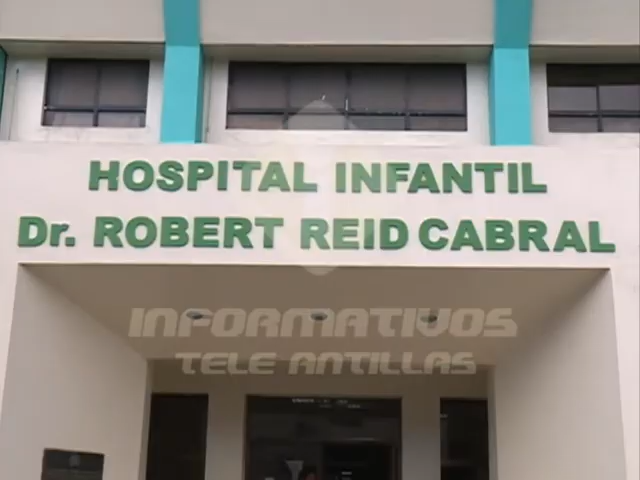 HOSPITAL INFANTIL
Dr. ROBERT REID CABRAL
INFORMATIVOS
TELE ANTILLAS